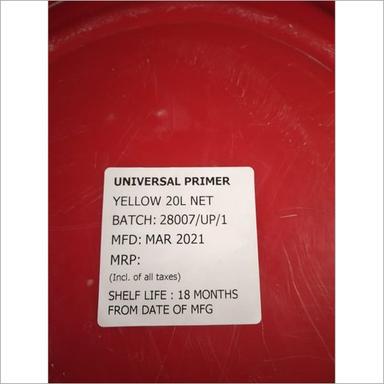 UNIVERSAL PRIMER
YELLOW 20L NET
BATCH: 28007/UP/1
MFD: MAR 2021
MRP:
(Incl. of all taxes)
SHELF LIFE : 18 MONTHS
FROM DATE OF MFG